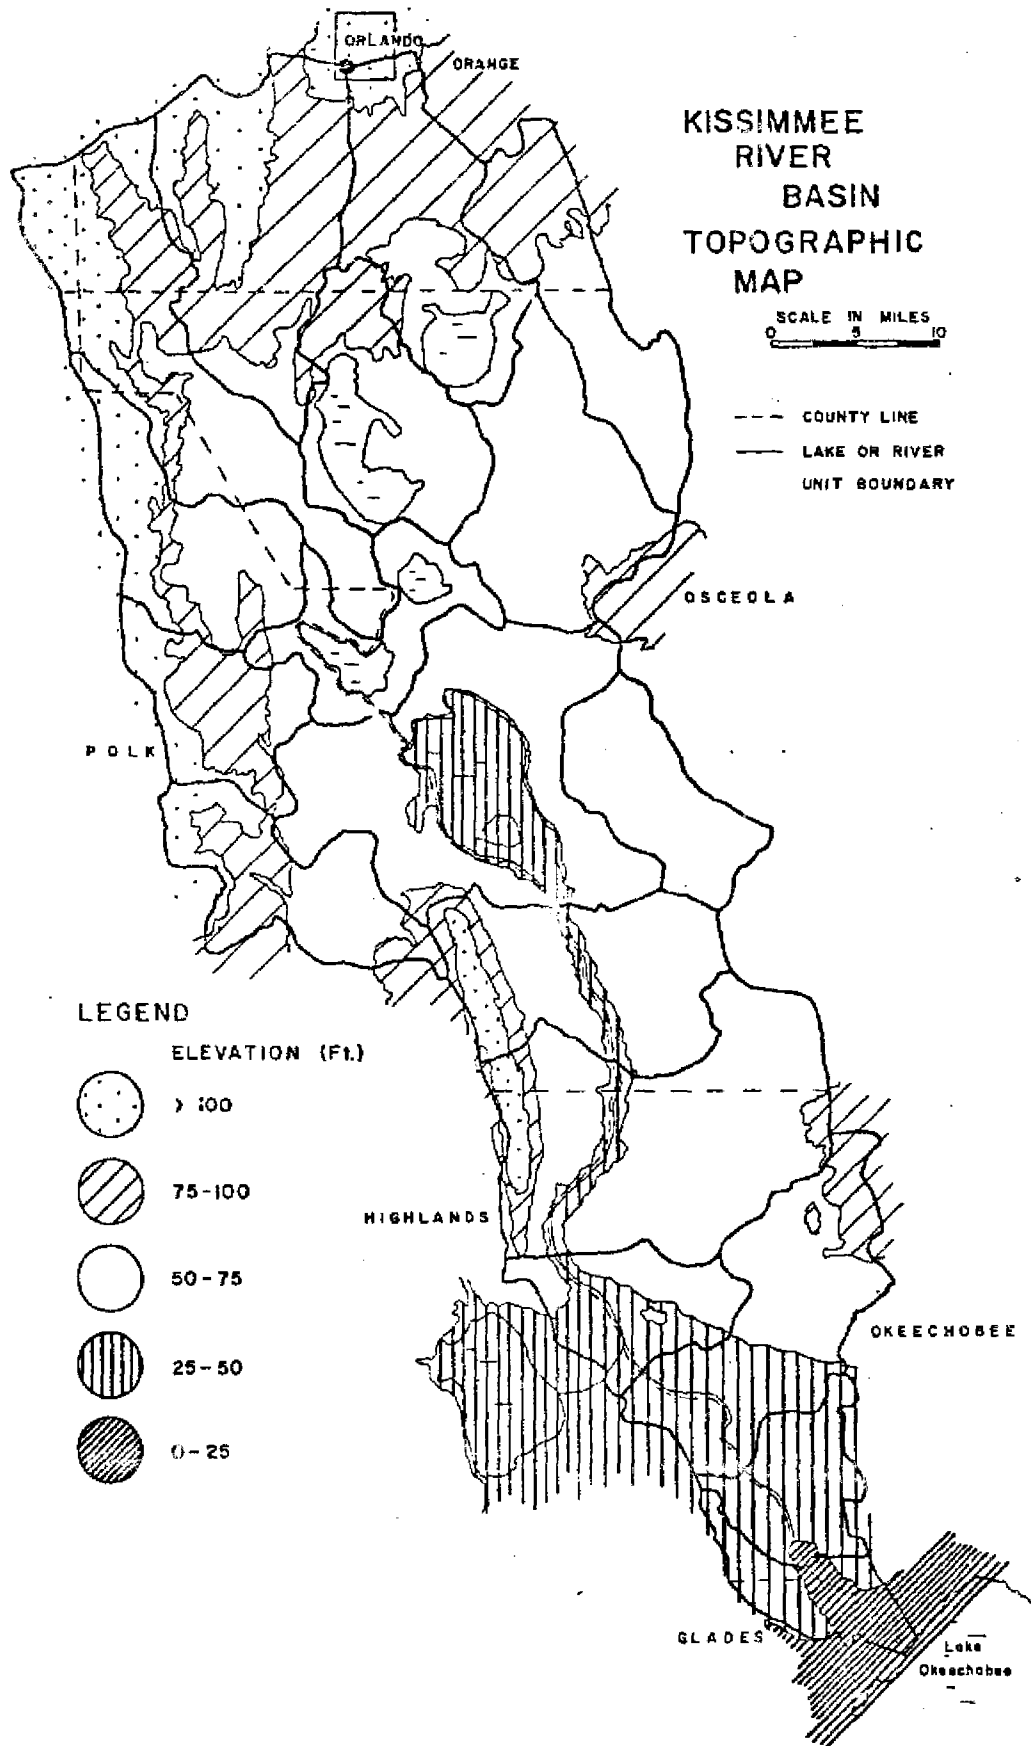 ORLANDO
ORANGE
KISSIMMEE
RIVER
BASIN
TOPOGRAPHIC
MAP
SCALE IN MILES
0 5 10
COUNTY LINE
LAKE OR RIVER
UNIT BOUNDARY
OSCEOLA
POLK
LEGEND
ELEVATION (Ft.)
> 100
75-100
50-75
25-50
0-25
HIGHLANDS
OKEECHOBEE
GLADES
Lake
Okeechobee